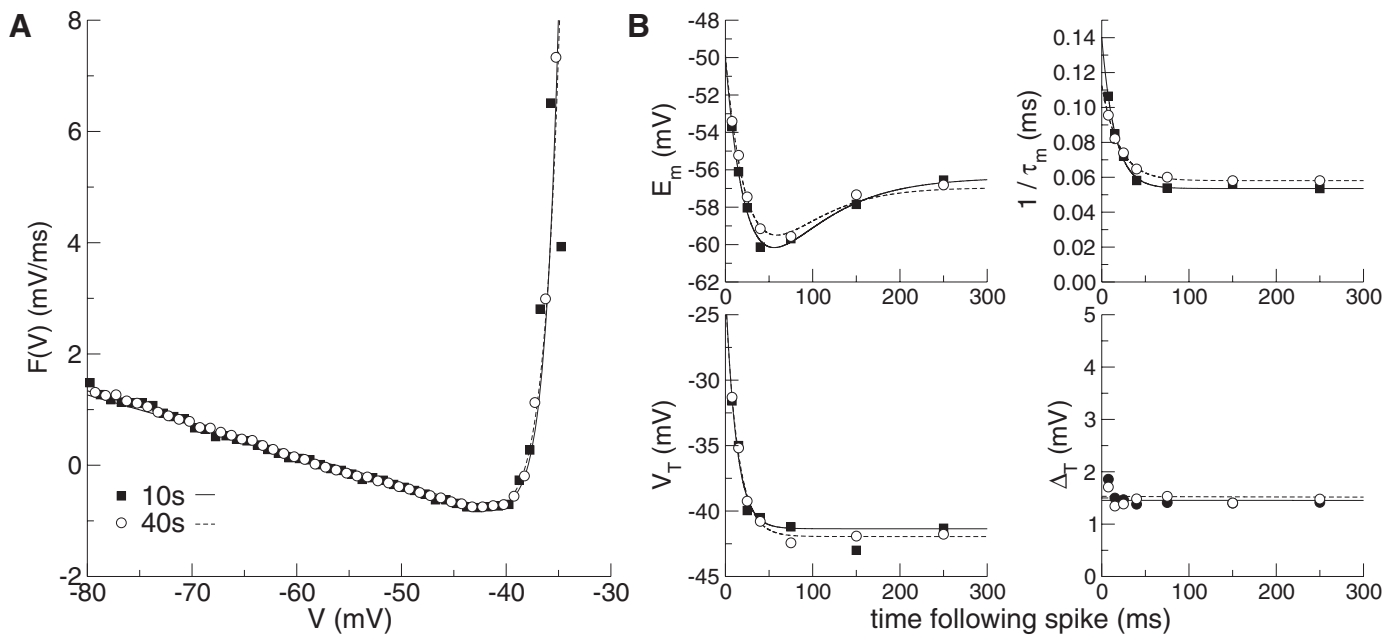 A
8
6
4
2
0
-2
F(V) (mV/ms)
-80 -70 -60 -50 -40 -30
V (mV)
10s
40s
B
-48
-50
-52
-54
-56
-58
-60
-62
E_m (mV)
0 100 200 300
0.14
0.12
0.10
0.08
0.06
0.04
0.02
0.00
1 / τ_m (ms)
0 100 200 300
-25
-30
-35
-40
-45
V_T (mV)
0 100 200 300
5
4
3
2
1
0
Δ_T (mV)
0 100 200 300
time following spike (ms)